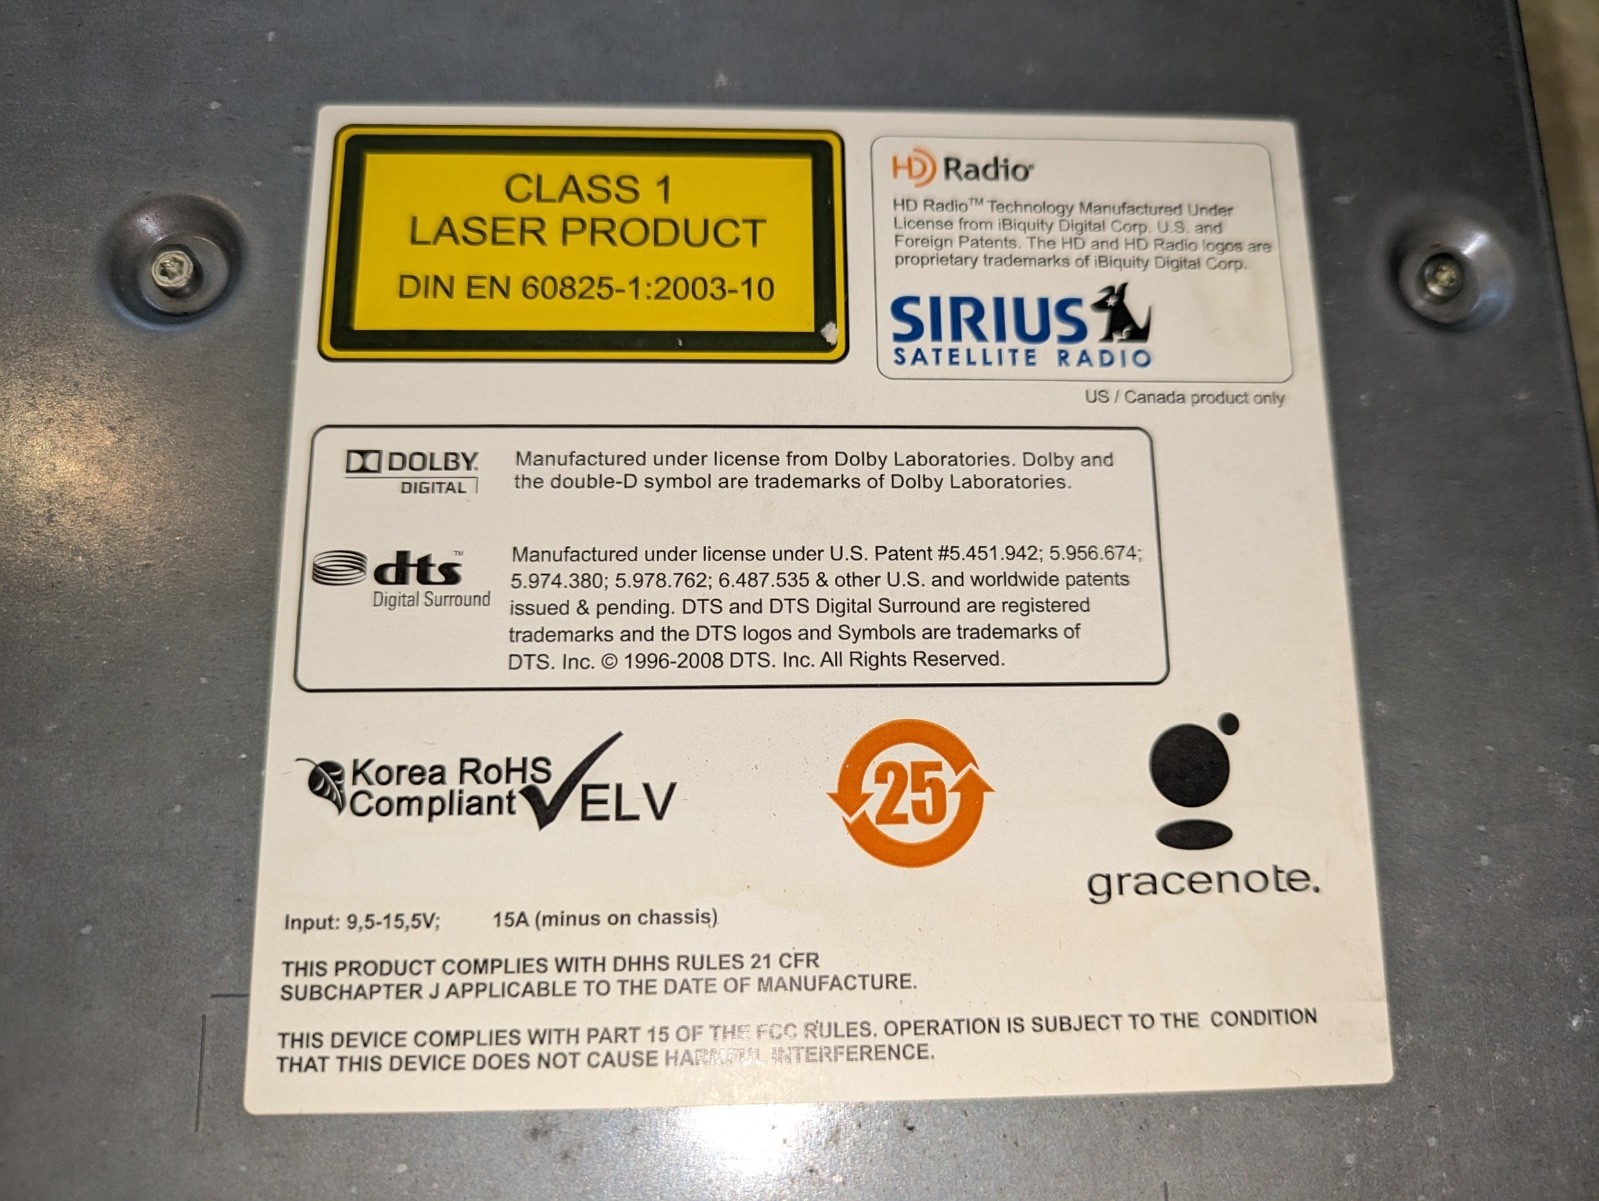 CLASS 1
LASER PRODUCT
DIN EN 60825-1:2003-10
HD Radio®
HD Radio™ Technology Manufactured Under
License from iBiquity Digital Corp. U.S. and
Foreign Patents. The HD and HD Radio logos are
proprietary trademarks of iBiquity Digital Corp.
SIRIUS
SATELLITE RADIO
US / Canada product only
DOLBY®
DIGITAL
Manufactured under license from Dolby Laboratories. Dolby and
the double-D symbol are trademarks of Dolby Laboratories.
dts™
Digital Surround
Manufactured under license under U.S. Patent #5.451.942; 5.956.674;
5.974.380; 5.978.762; 6.487.535 & other U.S. and worldwide patents
issued & pending. DTS and DTS Digital Surround are registered
trademarks and the DTS logos and Symbols are trademarks of
DTS. Inc. © 1996-2008 DTS. Inc. All Rights Reserved.
Korea RoHS
Compliant
ELV
25
gracenote.
Input: 9,5-15,5V; 15A (minus on chassis)
THIS PRODUCT COMPLIES WITH DHHS RULES 21 CFR
SUBCHAPTER J APPLICABLE TO THE DATE OF MANUFACTURE.
THIS DEVICE COMPLIES WITH PART 15 OF THE FCC RULES. OPERATION IS SUBJECT TO THE CONDITION
THAT THIS DEVICE DOES NOT CAUSE HARMFUL INTERFERENCE.